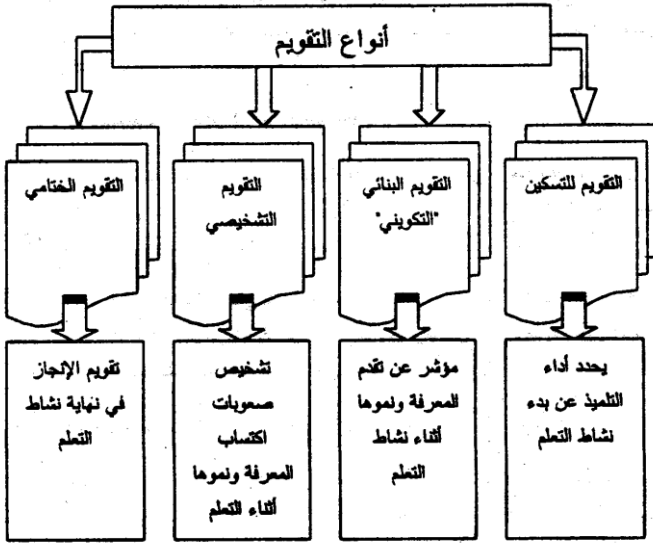 أنواع التقويم
التقويم للتسكين
التقويم البنائي
"التكويني"
التقويم
التشخيصي
التقويم الختامي
يحدد أداء
التلميذ عن بدء
نشاط التعلم
مؤشر عن تقدم
المعرفة ونموها
أثناء نشاط
التعلم
تشخيص
صعوبات
اكتساب
المعرفة ونموها
أثناء التعلم
تقويم الإنجاز
في نهاية نشاط
التعلم